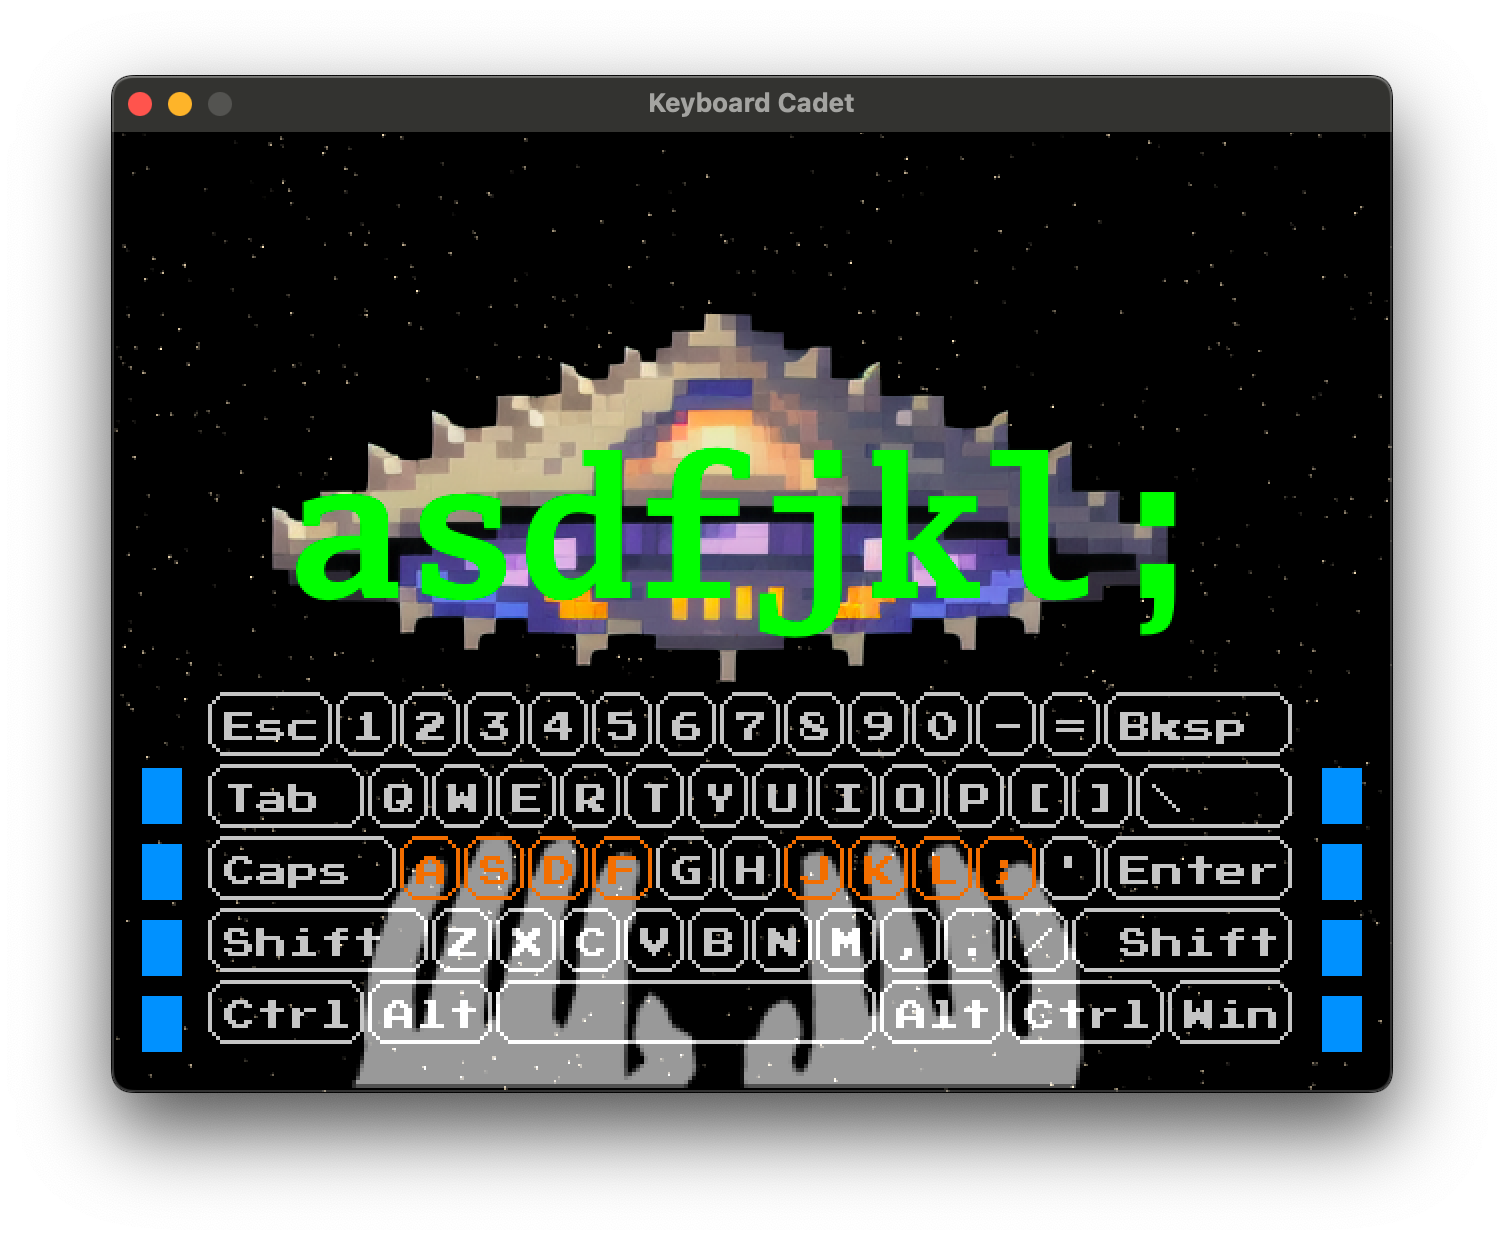 Keyboard Cadet
asdfjkl;
Esc 1 2 3 4 5 6 7 8 9 0 - = Bksp
Tab Q W E R T Y U I O P [ ] \
Caps A S D F G H J K L ; ' Enter
Shift Z X C V B N M , . / Shift
Ctrl Alt Alt Ctrl Win